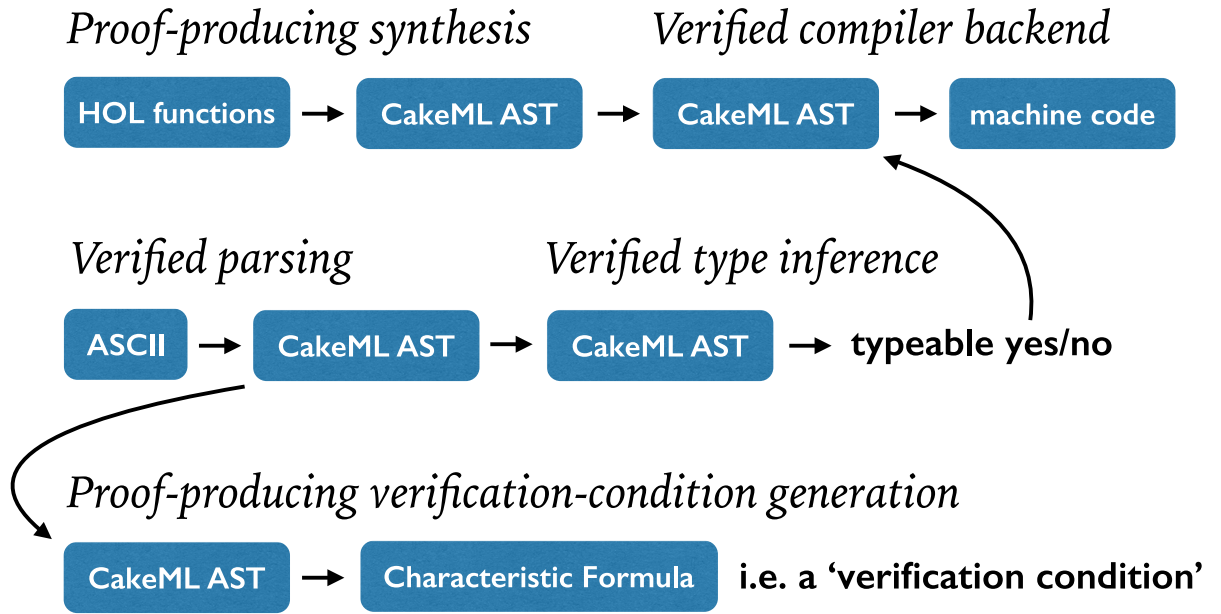 Proof-producing synthesis Verified compiler backend
HOL functions CakeML AST CakeML AST machine code
Verified parsing Verified type inference
ASCII CakeML AST CakeML AST typeable yes/no
Proof-producing verification-condition generation
CakeML AST Characteristic Formula i.e. a ‘verification condition’